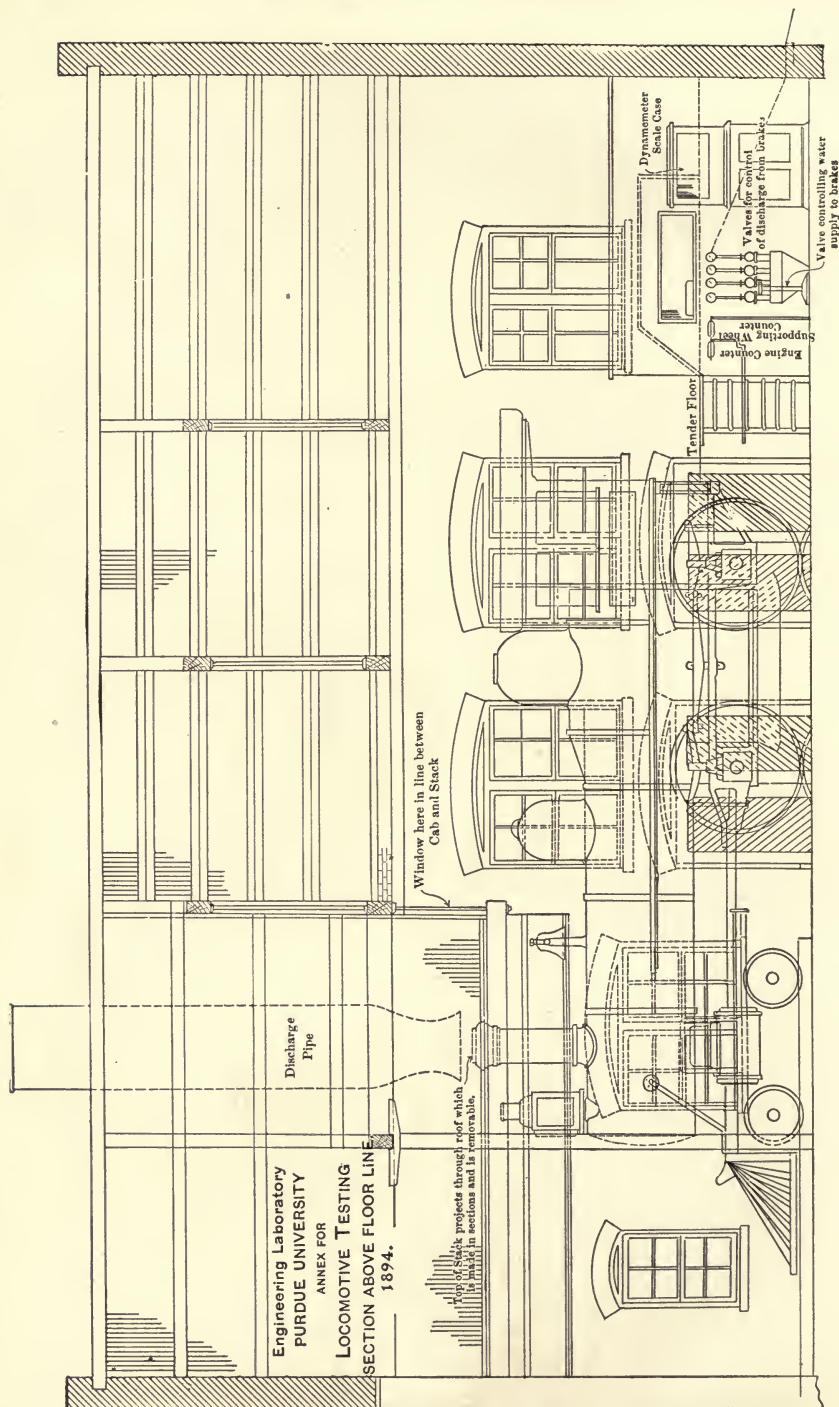 Engineering Laboratory
PURDUE UNIVERSITY
ANNEX FOR
LOCOMOTIVE TESTING
SECTION ABOVE FLOOR LINE
1894.
Discharge
Pipe
Top of Stack projects through roof which
is made in sections and is removable.
Window here in line between
Cab and Stack
Tender Floor
Engine Counter
Supporting Wheel
Counter
Dynamometer
Scale Case
Valves for control
of discharge from brakes
Valve controlling water
supply to brakes